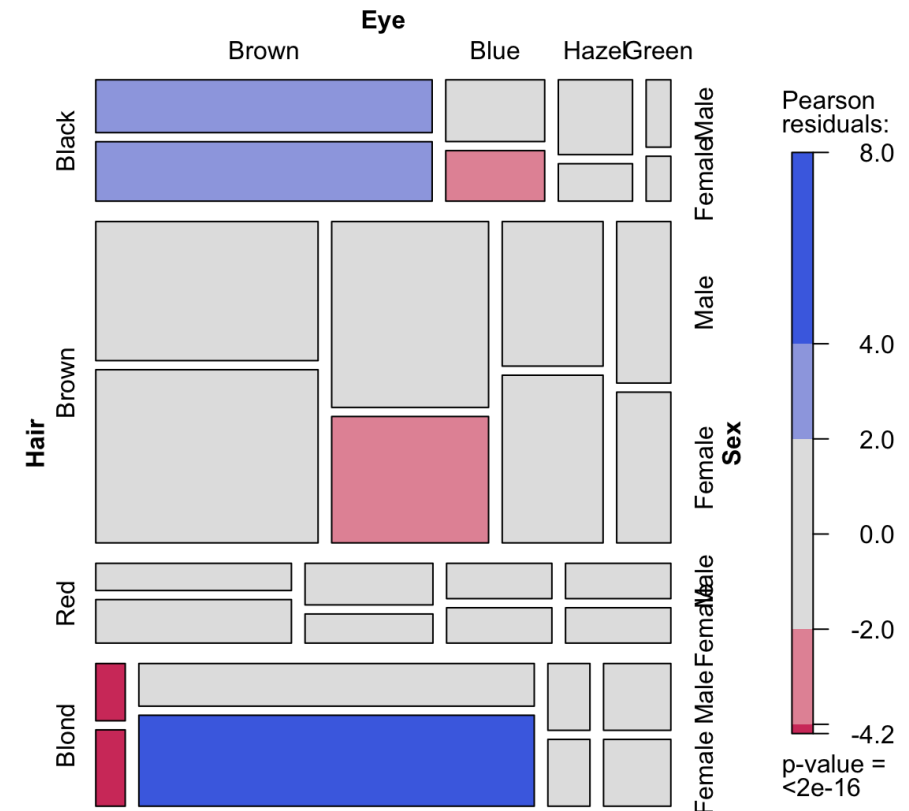 Eye
Brown Blue Hazel Green
Hair
Black
Brown
Red
Blond
Male
Female
Male
Female
Male
Female
Male
Female
Sex
Pearson
residuals:
8.0
4.0
2.0
0.0
-2.0
-4.2
p-value =
<2e-16